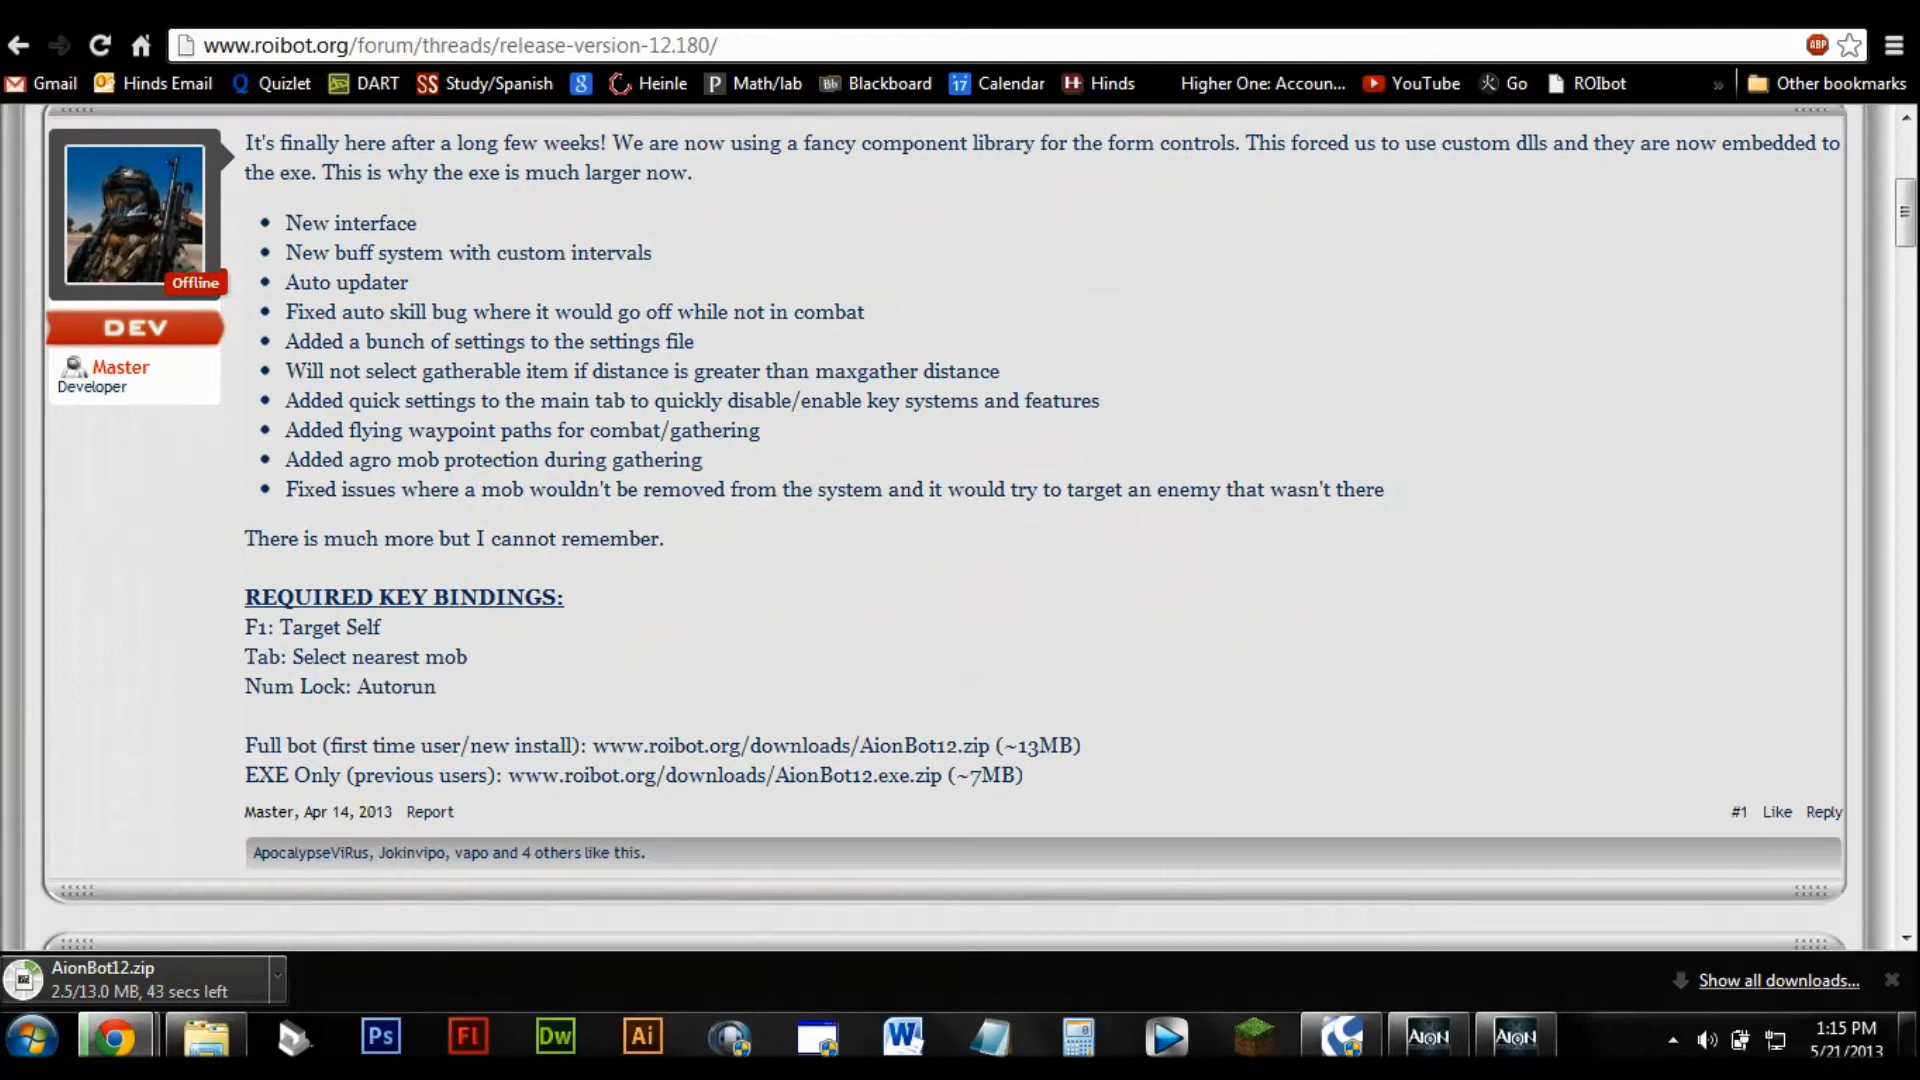 www.roibot.org/forum/threads/release-version-12.180/
ABP
Gmail Hinds Email Quizlet DART SS Study/Spanish Heinle P Math/lab Bb Blackboard 17 Calendar H Hinds Higher One: Accoun... YouTube Go ROIbot » Other bookmarks
It's finally here after a long few weeks! We are now using a fancy component library for the form controls. This forced us to use custom dlls and they are now embedded to
the exe. This is why the exe is much larger now.
Offline
DEV
Master
Developer
• New interface
• New buff system with custom intervals
• Auto updater
• Fixed auto skill bug where it would go off while not in combat
• Added a bunch of settings to the settings file
• Will not select gatherable item if distance is greater than maxgather distance
• Added quick settings to the main tab to quickly disable/enable key systems and features
• Added flying waypoint paths for combat/gathering
• Added agro mob protection during gathering
• Fixed issues where a mob wouldn't be removed from the system and it would try to target an enemy that wasn't there
There is much more but I cannot remember.
REQUIRED KEY BINDINGS:
F1: Target Self
Tab: Select nearest mob
Num Lock: Autorun
Full bot (first time user/new install): www.roibot.org/downloads/AionBot12.zip (~13MB)
EXE Only (previous users): www.roibot.org/downloads/AionBot12.exe.zip (~7MB)
Master, Apr 14, 2013 Report #1 Like Reply
ApocalypseViRus, Jokinvipo, vapo and 4 others like this.
AionBot12.zip
2.5/13.0 MB, 43 secs left
Show all downloads...
Ps Fl Dw Ai W AION AION
1:15 PM
5/21/2013